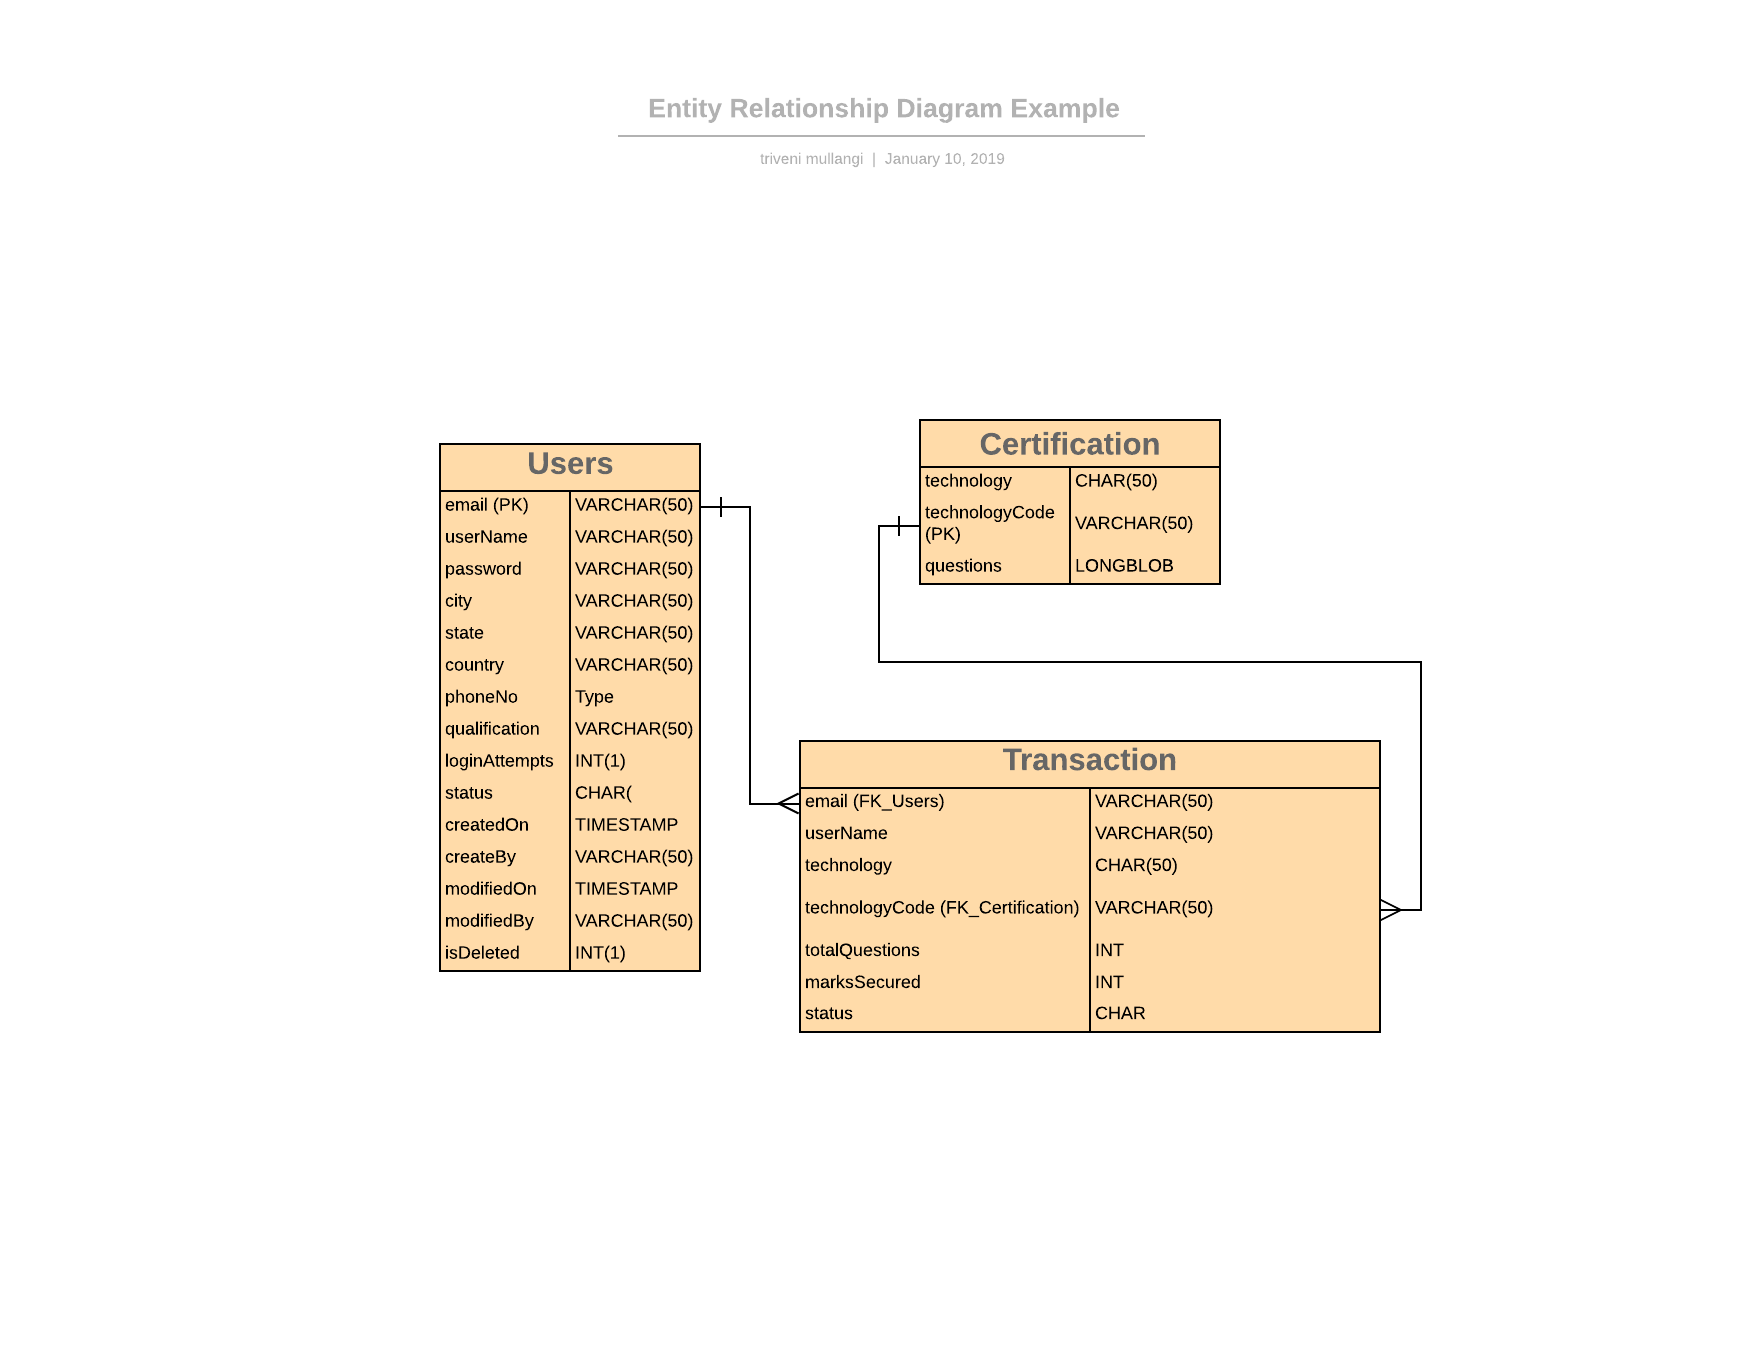 Entity Relationship Diagram Example
triveni mullangi | January 10, 2019
Users
email (PK) VARCHAR(50)
userName VARCHAR(50)
password VARCHAR(50)
city VARCHAR(50)
state VARCHAR(50)
country VARCHAR(50)
phoneNo Type
qualification VARCHAR(50)
loginAttempts INT(1)
status CHAR(
createdOn TIMESTAMP
createBy VARCHAR(50)
modifiedOn TIMESTAMP
modifiedBy VARCHAR(50)
isDeleted INT(1)
Certification
technology CHAR(50)
technologyCode
(PK) VARCHAR(50)
questions LONGBLOB
Transaction
email (FK_Users) VARCHAR(50)
userName VARCHAR(50)
technology CHAR(50)
technologyCode (FK_Certification) VARCHAR(50)
totalQuestions INT
marksSecured INT
status CHAR